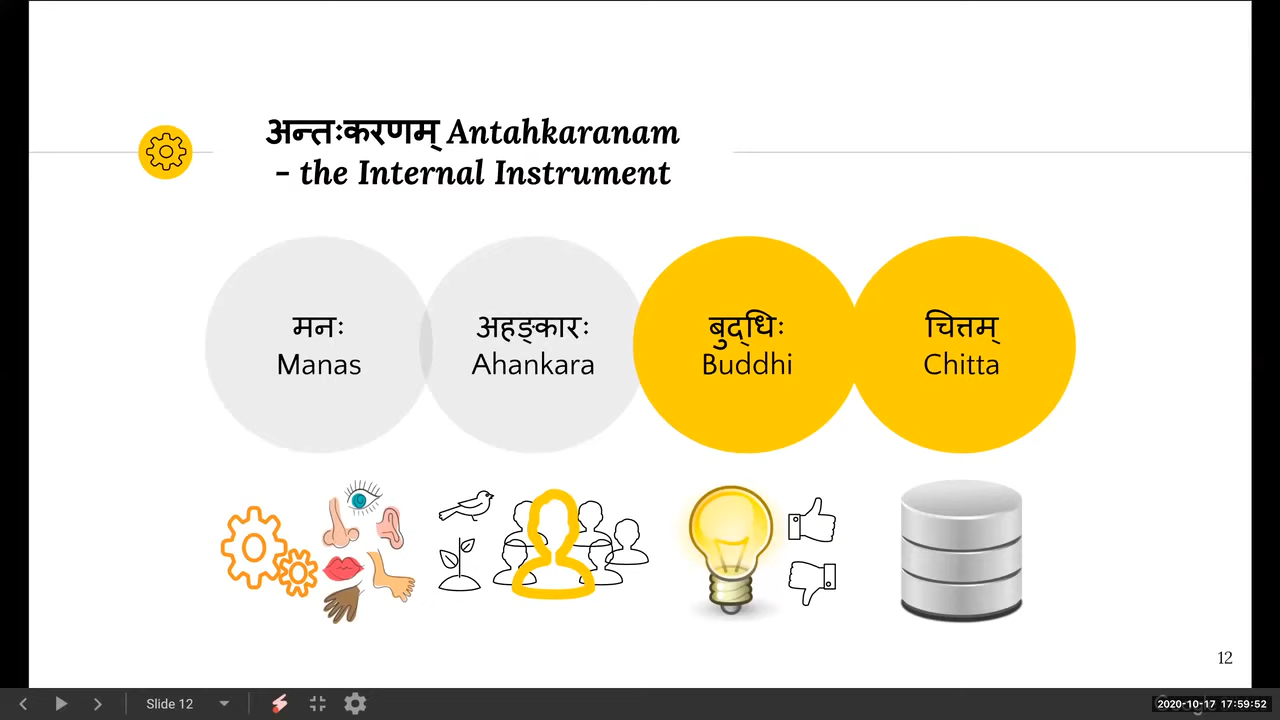 अन्तःकरणम् Antahkaranam
- the Internal Instrument
मनः
Manas
अहङ्कारः
Ahankara
बुद्धिः
Buddhi
चित्तम्
Chitta
12
Slide 12
2020-10-17 17:59:52